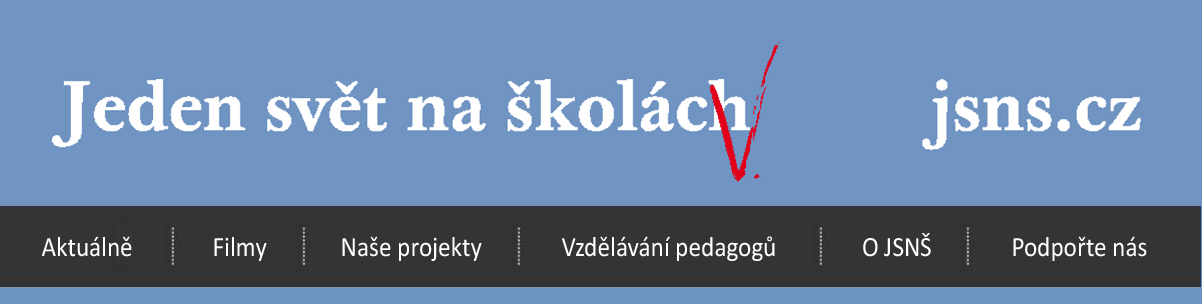 Jeden svět na školách jsns.cz
Aktuálně Filmy Naše projekty Vzdělávání pedagogů O JSNŠ Podpořte nás